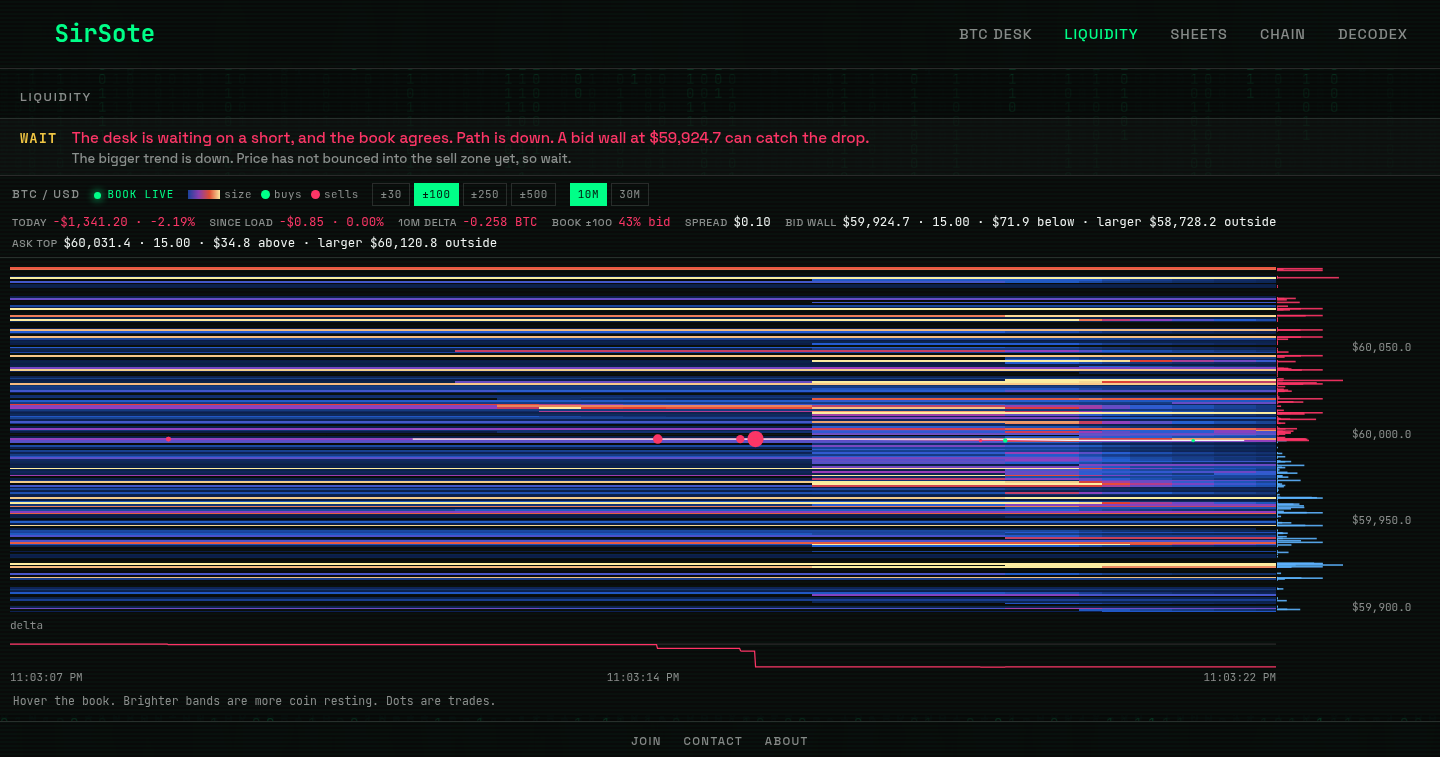 SirSote
BTC DESK LIQUIDITY SHEETS CHAIN DECODEX
LIQUIDITY
WAIT The desk is waiting on a short, and the book agrees. Path is down. A bid wall at $59,924.7 can catch the drop.
The bigger trend is down. Price has not bounced into the sell zone yet, so wait.
BTC / USD BOOK LIVE size buys sells ±30 ±100 ±250 ±500 10M 30M
TODAY -$1,341.20 · -2.19% SINCE LOAD -$0.85 · 0.00% 10M DELTA -0.258 BTC BOOK ±100 43% bid SPREAD $0.10 BID WALL $59,924.7 · 15.00 · $71.9 below · larger $58,728.2 outside
ASK TOP $60,031.4 · 15.00 · $34.8 above · larger $60,120.8 outside
$60,050.0
$60,000.0
$59,950.0
$59,900.0
delta
11:03:07 PM 11:03:14 PM 11:03:22 PM
Hover the book. Brighter bands are more coin resting. Dots are trades.
JOIN CONTACT ABOUT